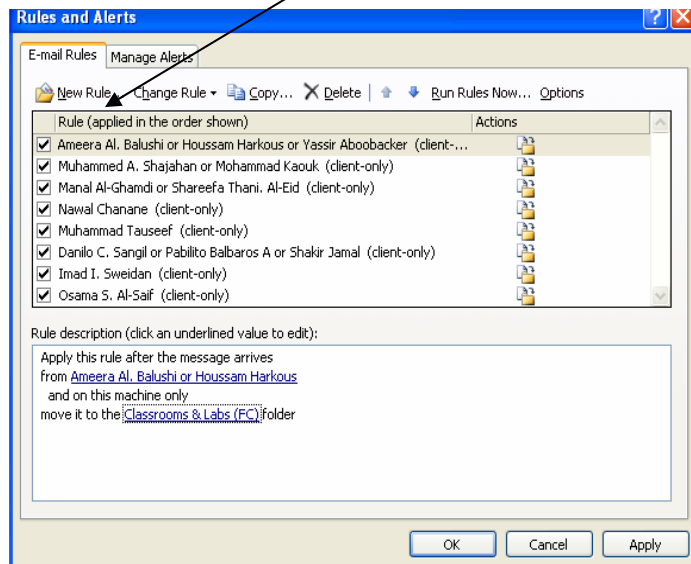 Rules and Alerts
E-mail Rules Manage Alerts
New Rule... Change Rule Copy... Delete Run Rules Now... Options
Rule (applied in the order shown) Actions
Ameera Al. Balushi or Houssam Harkous or Yassir Aboobacker (client-...
Muhammed A. Shajahan or Mohammad Kaouk (client-only)
Manal Al-Ghamdi or Shareefa Thani. Al-Eid (client-only)
Nawal Chanane (client-only)
Muhammad Tauseef (client-only)
Danilo C. Sangil or Pabilito Balbaros A or Shakir Jamal (client-only)
Imad I. Sweidan (client-only)
Osama S. Al-Saif (client-only)
Rule description (click an underlined value to edit):
Apply this rule after the message arrives
from Ameera Al. Balushi or Houssam Harkous
and on this machine only
move it to the Classrooms & Labs (FC) folder
OK Cancel Apply